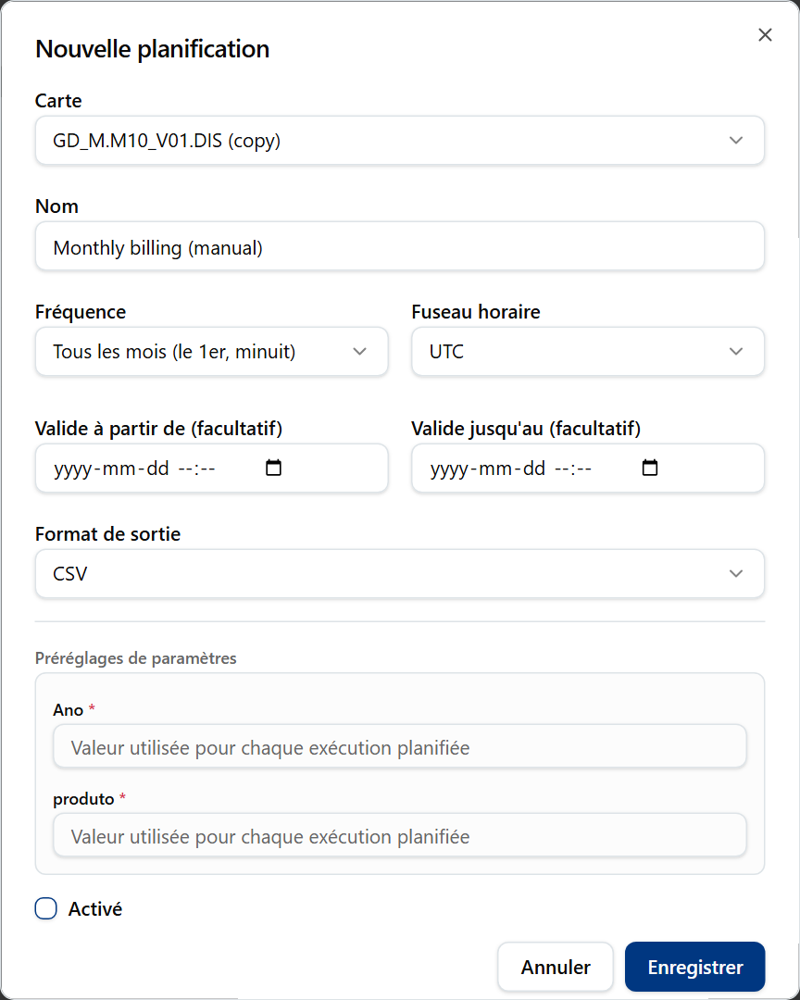 Nouvelle planification
Carte
GD_M.M10_V01.DIS (copy)
Nom
Monthly billing (manual)
Fréquence
Fuseau horaire
Tous les mois (le 1er, minuit)
UTC
Valide à partir de (facultatif)
Valide jusqu'au (facultatif)
yyyy-mm-dd --:--
yyyy-mm-dd --:--
Format de sortie
CSV
Préréglages de paramètres
Ano *
Valeur utilisée pour chaque exécution planifiée
produto *
Valeur utilisée pour chaque exécution planifiée
Activé
Annuler
Enregistrer